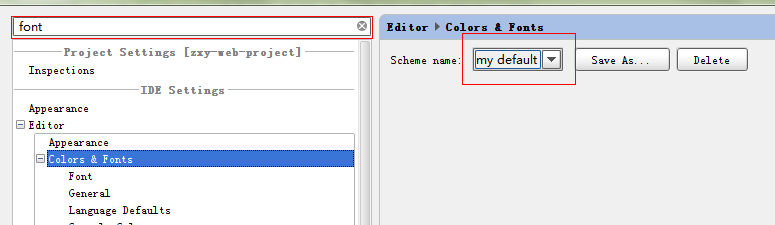 font
Project Settings [zxy-web-project]
Inspections
IDE Settings
Appearance
Editor
Appearance
Colors & Fonts
Font
General
Language Defaults
Editor ▸ Colors & Fonts
Scheme name: my default Save As... Delete